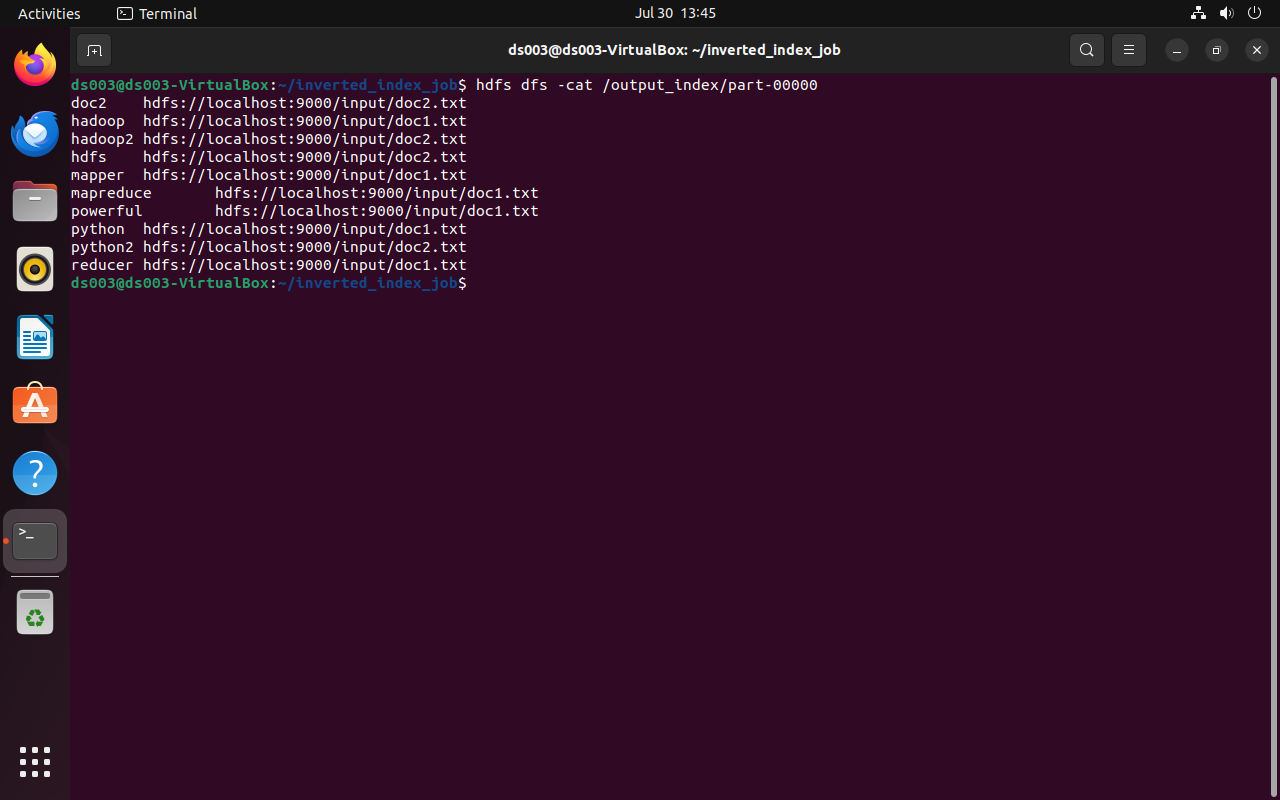 Activities
Terminal
Jul 30 13:45
ds003@ds003-VirtualBox: ~/inverted_index_job
ds003@ds003-VirtualBox:~/inverted_index_job$ hdfs dfs -cat /output_index/part-00000
doc2    hdfs://localhost:9000/input/doc2.txt
hadoop  hdfs://localhost:9000/input/doc1.txt
hadoop2 hdfs://localhost:9000/input/doc2.txt
hdfs    hdfs://localhost:9000/input/doc2.txt
mapper  hdfs://localhost:9000/input/doc1.txt
mapreduce       hdfs://localhost:9000/input/doc1.txt
powerful        hdfs://localhost:9000/input/doc1.txt
python  hdfs://localhost:9000/input/doc1.txt
python2 hdfs://localhost:9000/input/doc2.txt
reducer hdfs://localhost:9000/input/doc1.txt
ds003@ds003-VirtualBox:~/inverted_index_job$